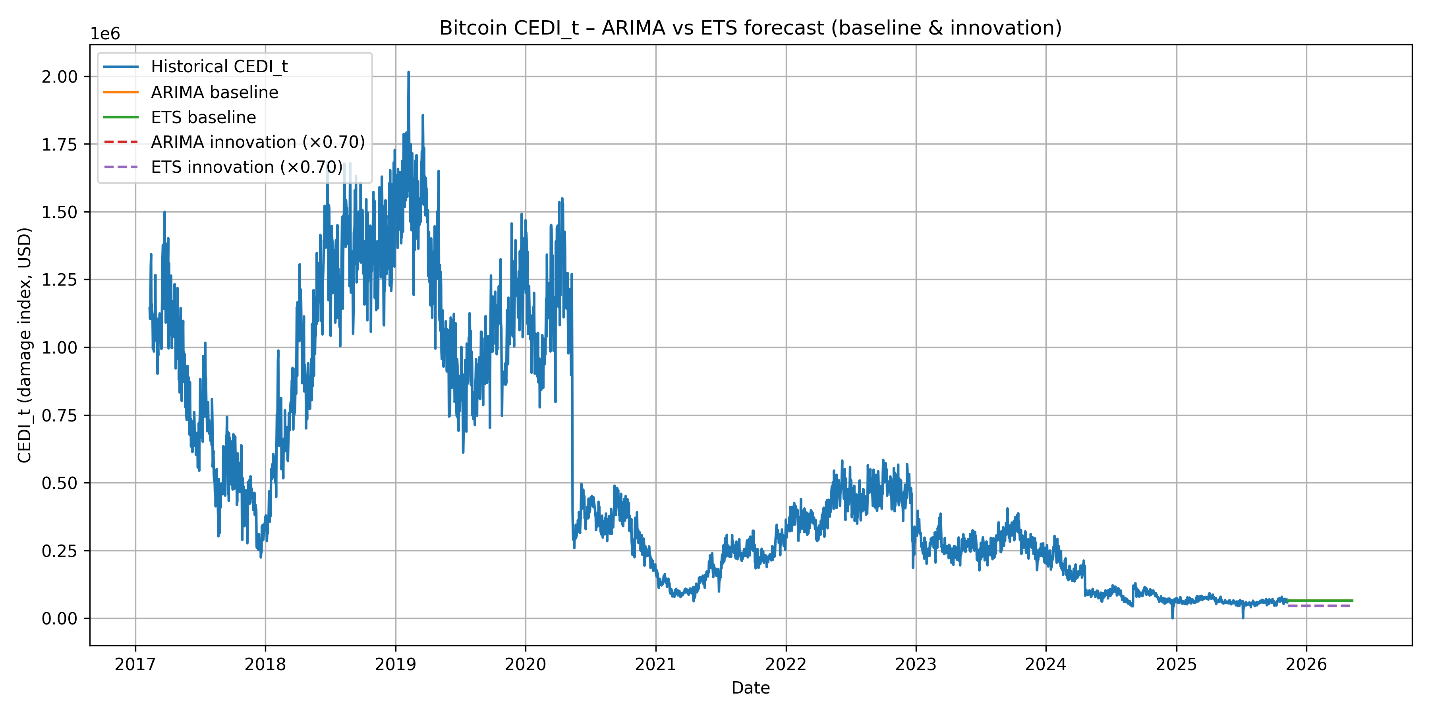 Bitcoin CEDI_t – ARIMA vs ETS forecast (baseline & innovation)
1e6
Historical CEDI_t
ARIMA baseline
ETS baseline
ARIMA innovation (×0.70)
ETS innovation (×0.70)
CEDI_t (damage index, USD)
2.00
1.75
1.50
1.25
1.00
0.75
0.50
0.25
0.00
2017 2018 2019 2020 2021 2022 2023 2024 2025 2026
Date